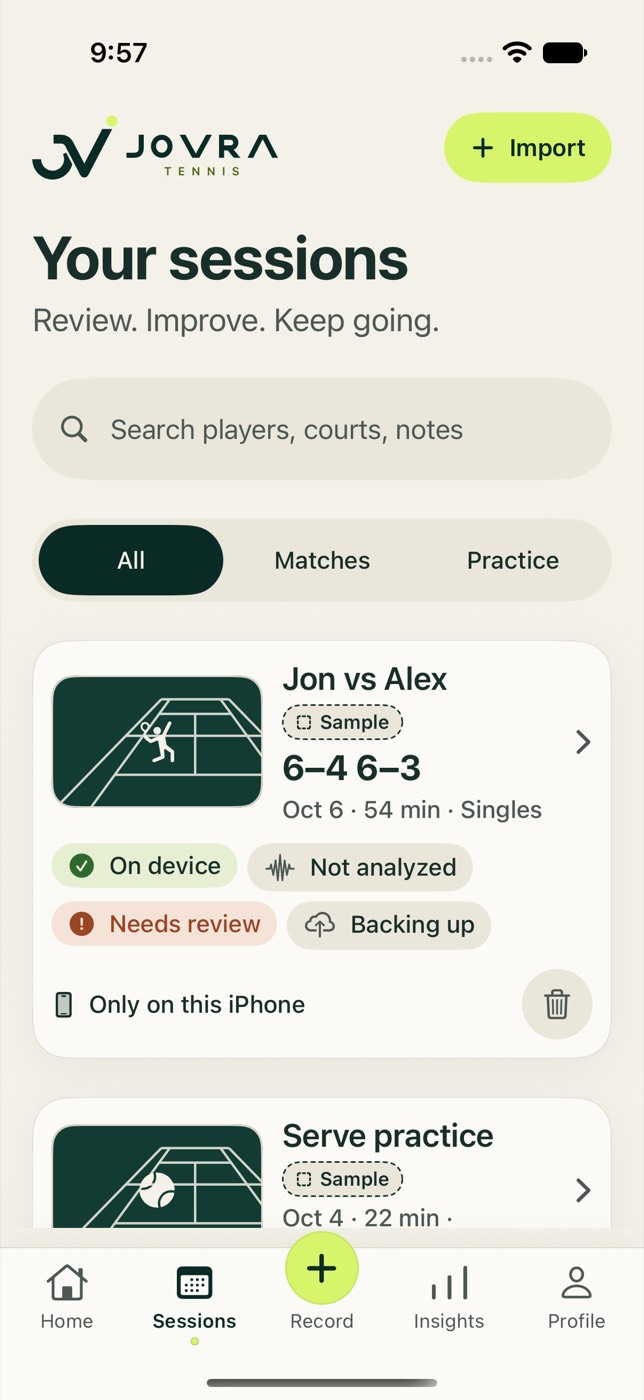 9:57
JOVRA
TENNIS
+ Import
Your sessions
Review. Improve. Keep going.
Search players, courts, notes
All
Matches
Practice
Jon vs Alex
Sample
6–4 6–3
Oct 6 · 54 min · Singles
On device
Not analyzed
Needs review
Backing up
Only on this iPhone
Serve practice
Sample
Oct 4 · 22 min ·
Home
Sessions
Record
Insights
Profile